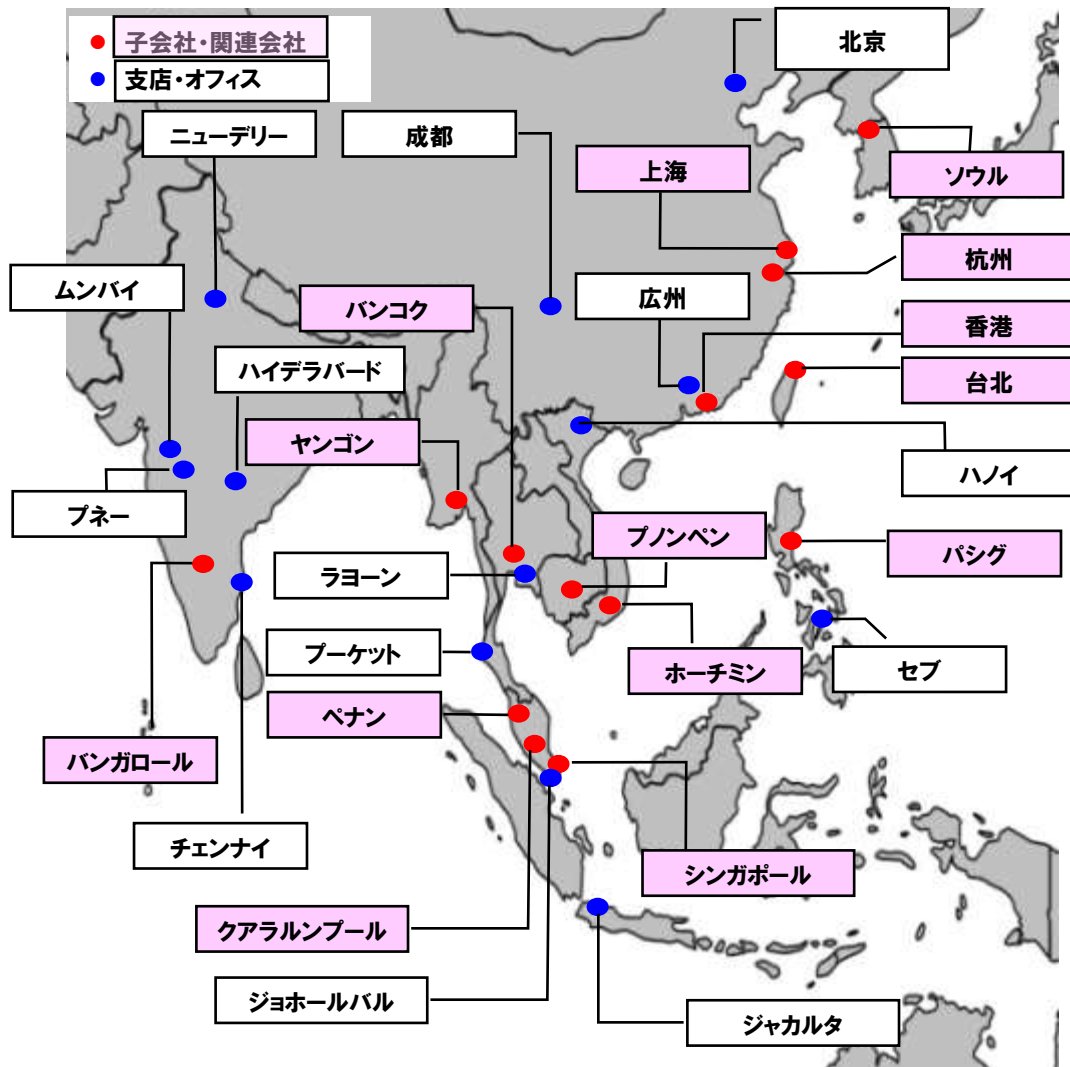 子会社・関連会社
支店・オフィス
北京
ニューデリー
成都
上海
ソウル
杭州
ムンバイ
バンコク
広州
香港
ハイデラバード
台北
ヤンゴン
ハノイ
プネー
プノンペン
パシグ
ラヨーン
プーケット
ホーチミン
セブ
ペナン
バンガロール
チェンナイ
シンガポール
クアラルンプール
ジョホールバル
ジャカルタ